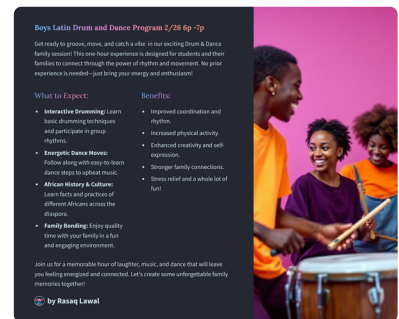 Boys Latin Drum and Dance Program 2/26 6p -7p
Get ready to groove, move, and catch a vibe in our exciting Drum & Dance
family session! This one-hour experience is designed for students and their
families to connect through the power of rhythm and movement. No prior
experience is needed—just bring your energy and enthusiasm!
What to Expect:
• Interactive Drumming: Learn
basic drumming techniques
and participate in group
rhythms.
• Energetic Dance Moves:
Follow along with easy-to-learn
dance steps to upbeat music.
• African History & Culture:
Learn facts and practices of
different Africans across the
diaspora.
• Family Bonding: Enjoy quality
time with your family in a fun
and engaging environment.
Benefits:
• Improved coordination and
rhythm.
• Increased physical activity.
• Enhanced creativity and self-
expression.
• Stronger family connections.
• Stress relief and a whole lot of
fun!
Join us for a memorable hour of laughter, music, and dance that will leave
you feeling energized and connected. Let's create some unforgettable family
memories together!
by Rasaq Lawal